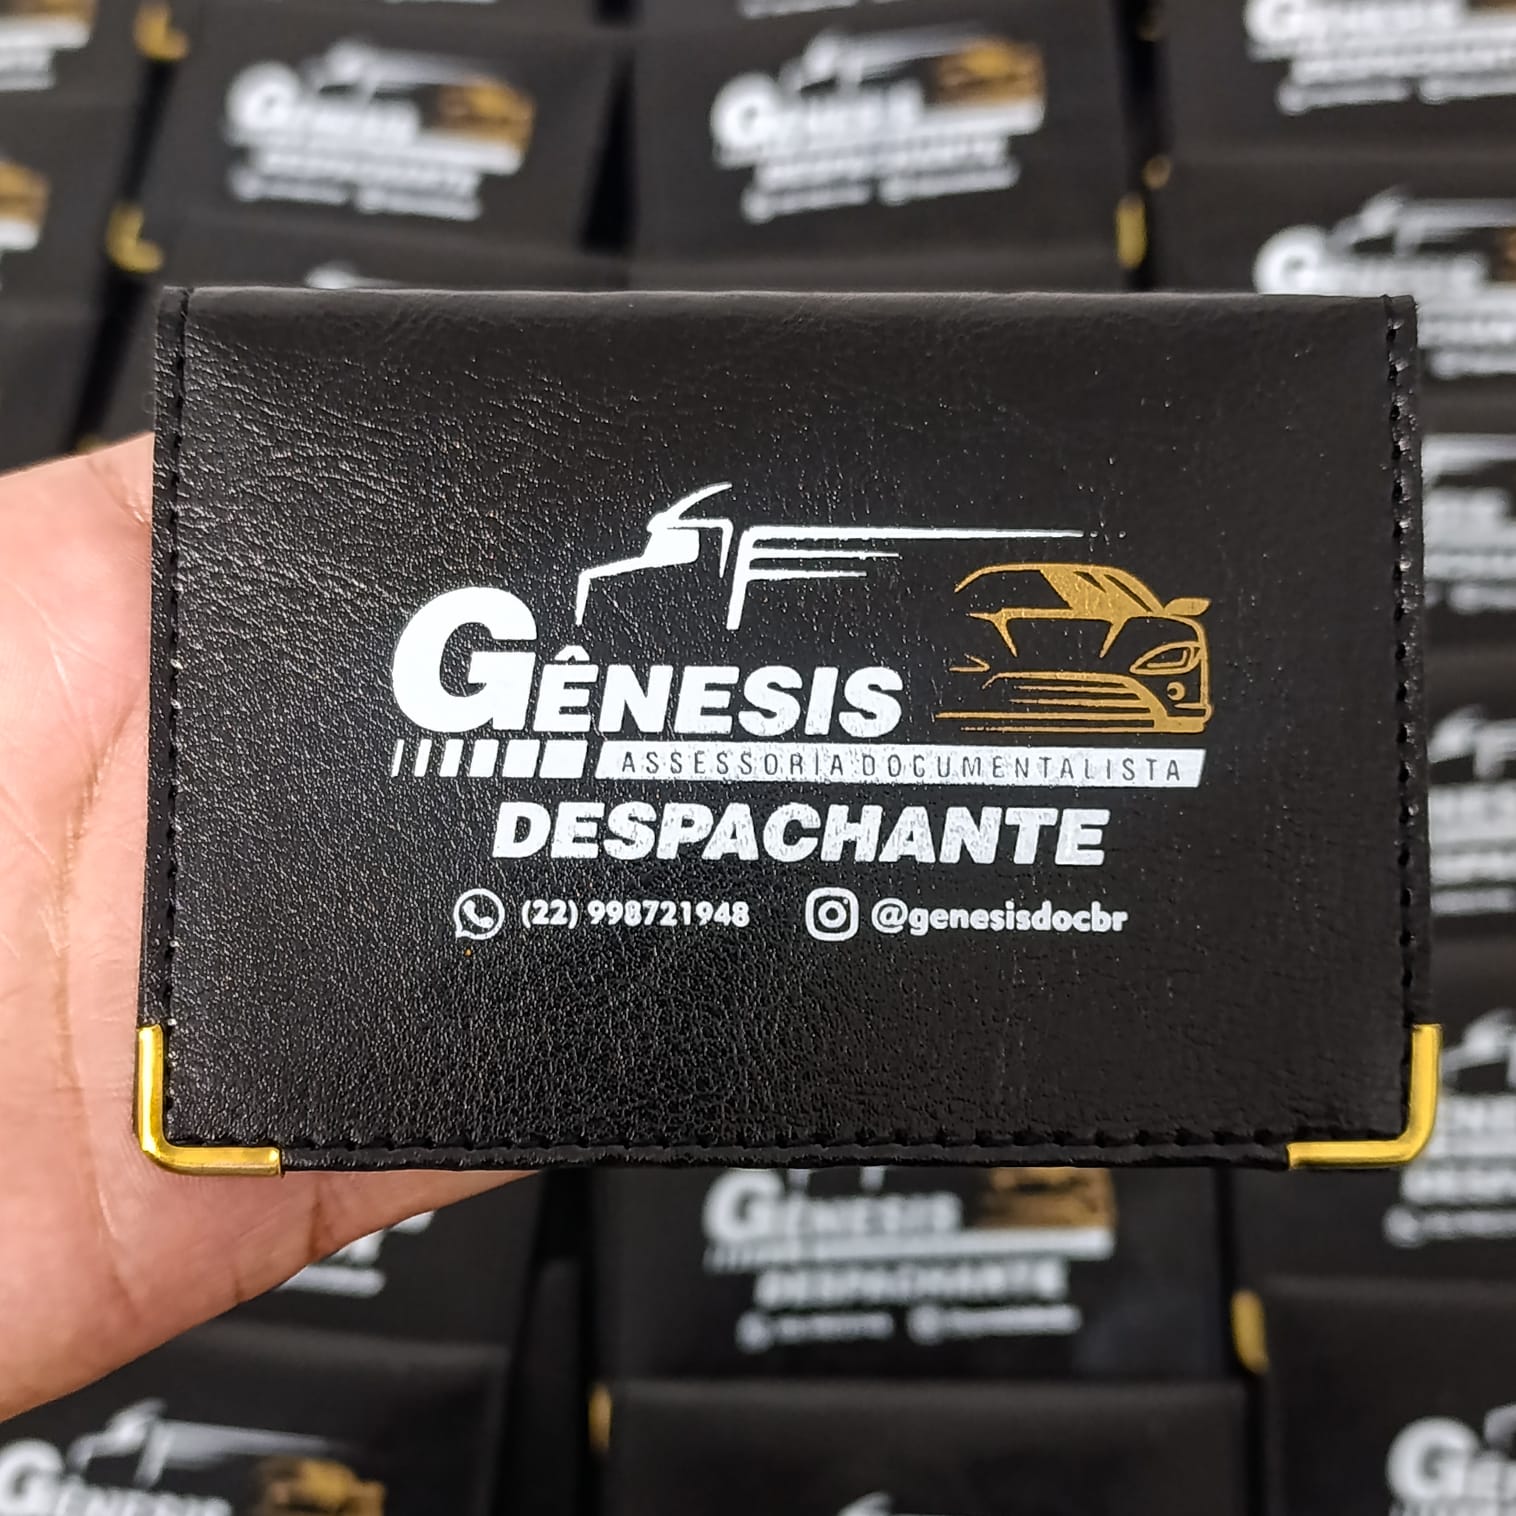 GÊNESIS
ASSESSORIA DOCUMENTALISTA
DESPACHANTE
(22) 998721948 @genesisdocbr